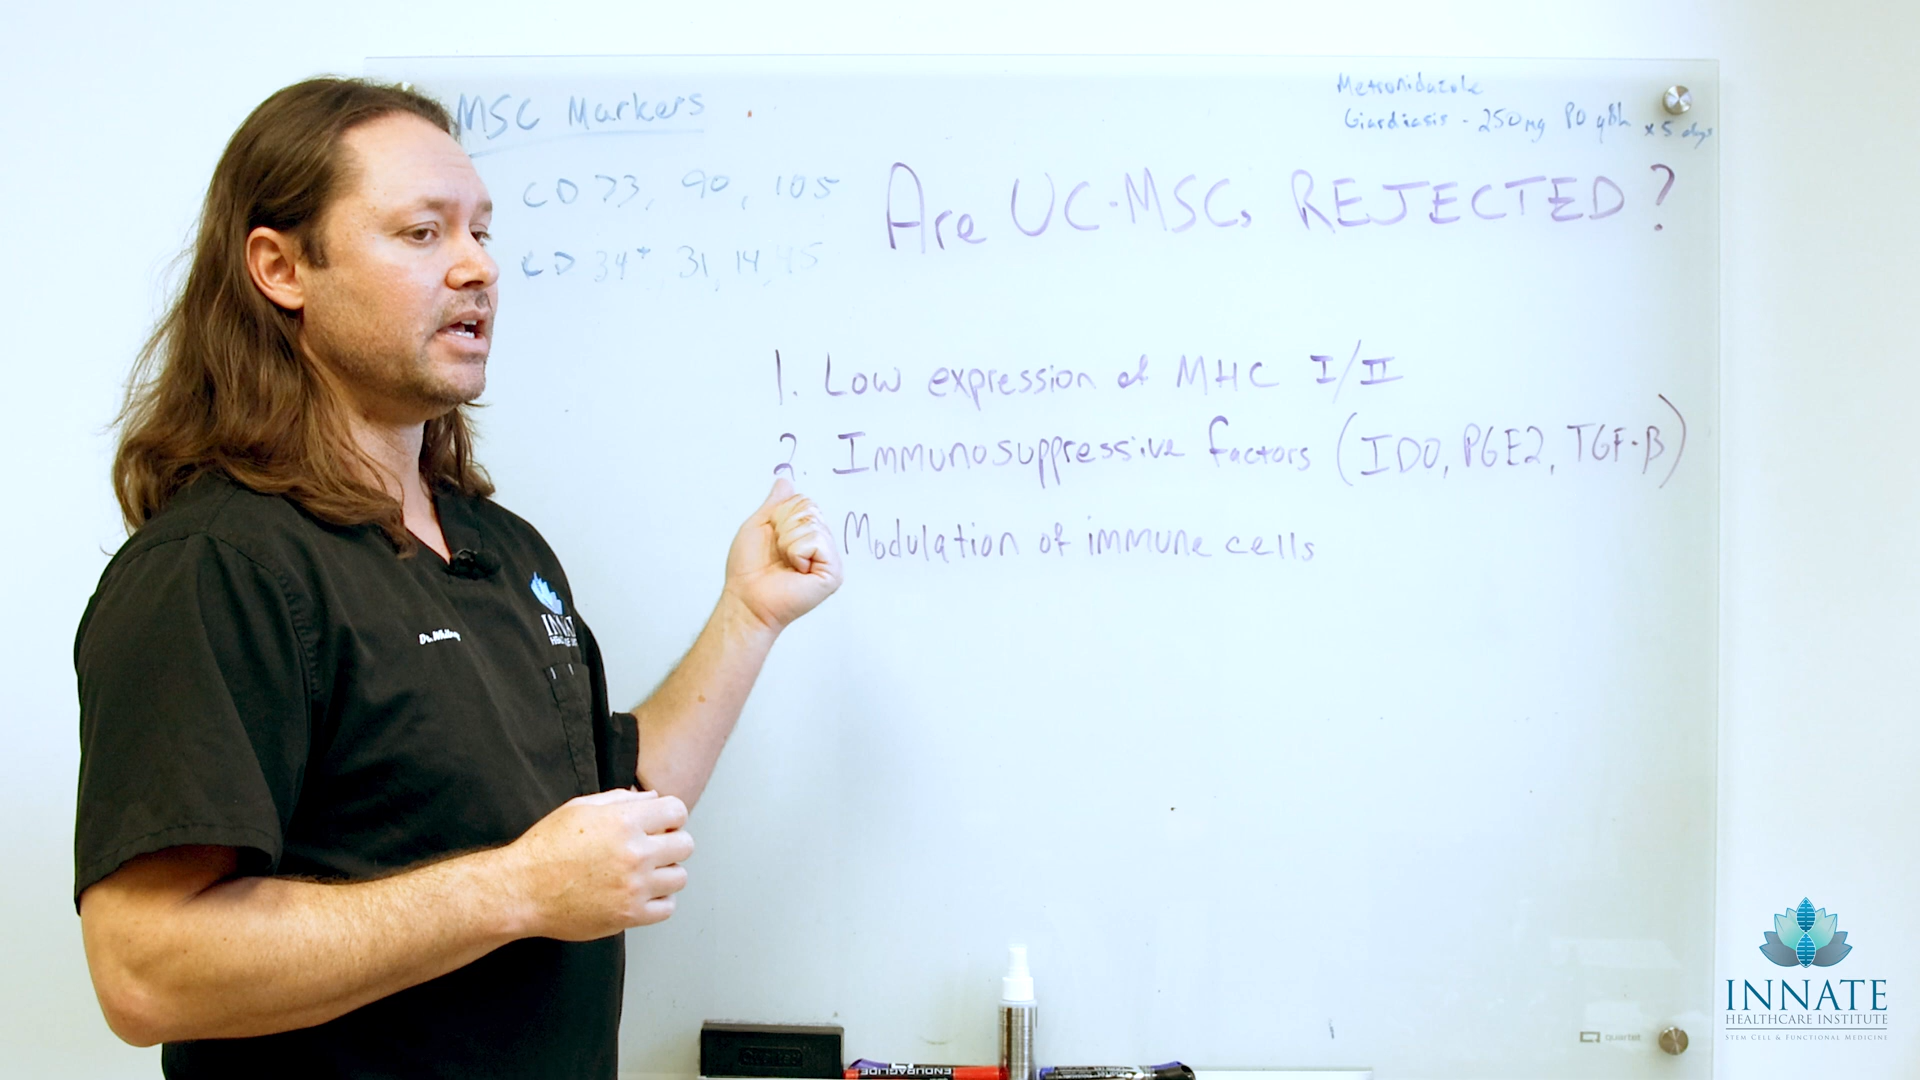 MSC Markers
CD 73, 90, 105
CD 34+, 31, 14, 45
Metronidazole
Giardiasis - 250mg PO q8h x 5 days
Are UC-MSCs REJECTED?
1. Low expression of MHC I/II
2. Immunosuppressive factors (IDO, PGE2, TGF-β)
Modulation of immune cells
INNATE
HEALTHCARE INSTITUTE
STEM CELL & FUNCTIONAL MEDICINE
quartet
ENDURAGLIDE